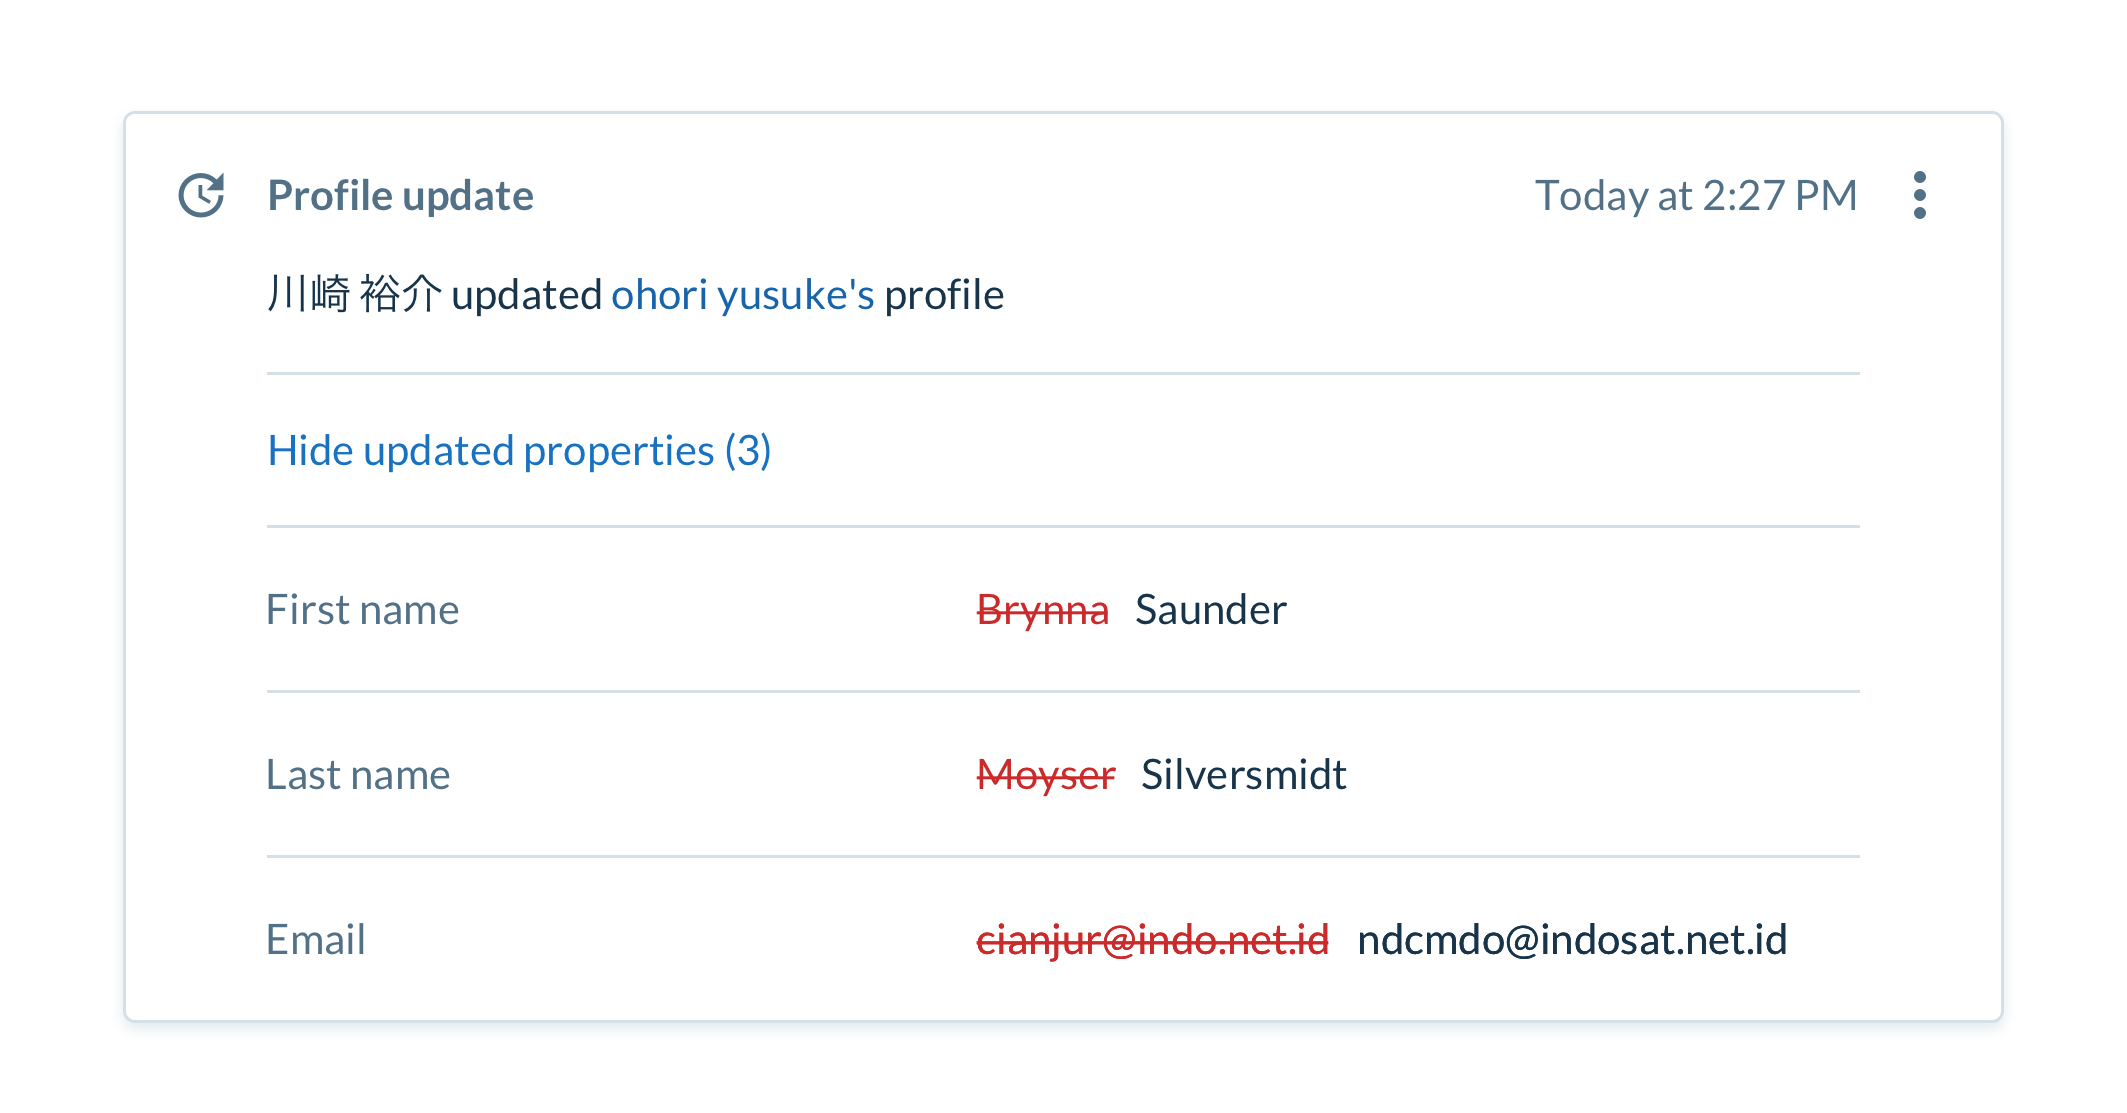 Profile update
Today at 2:27 PM
川崎 裕介 updated ohori yusuke's profile
Hide updated properties (3)
First name Brynna Saunder
Last name Moyser Silversmidt
Email cianjur@indo.net.id ndcmdo@indosat.net.id